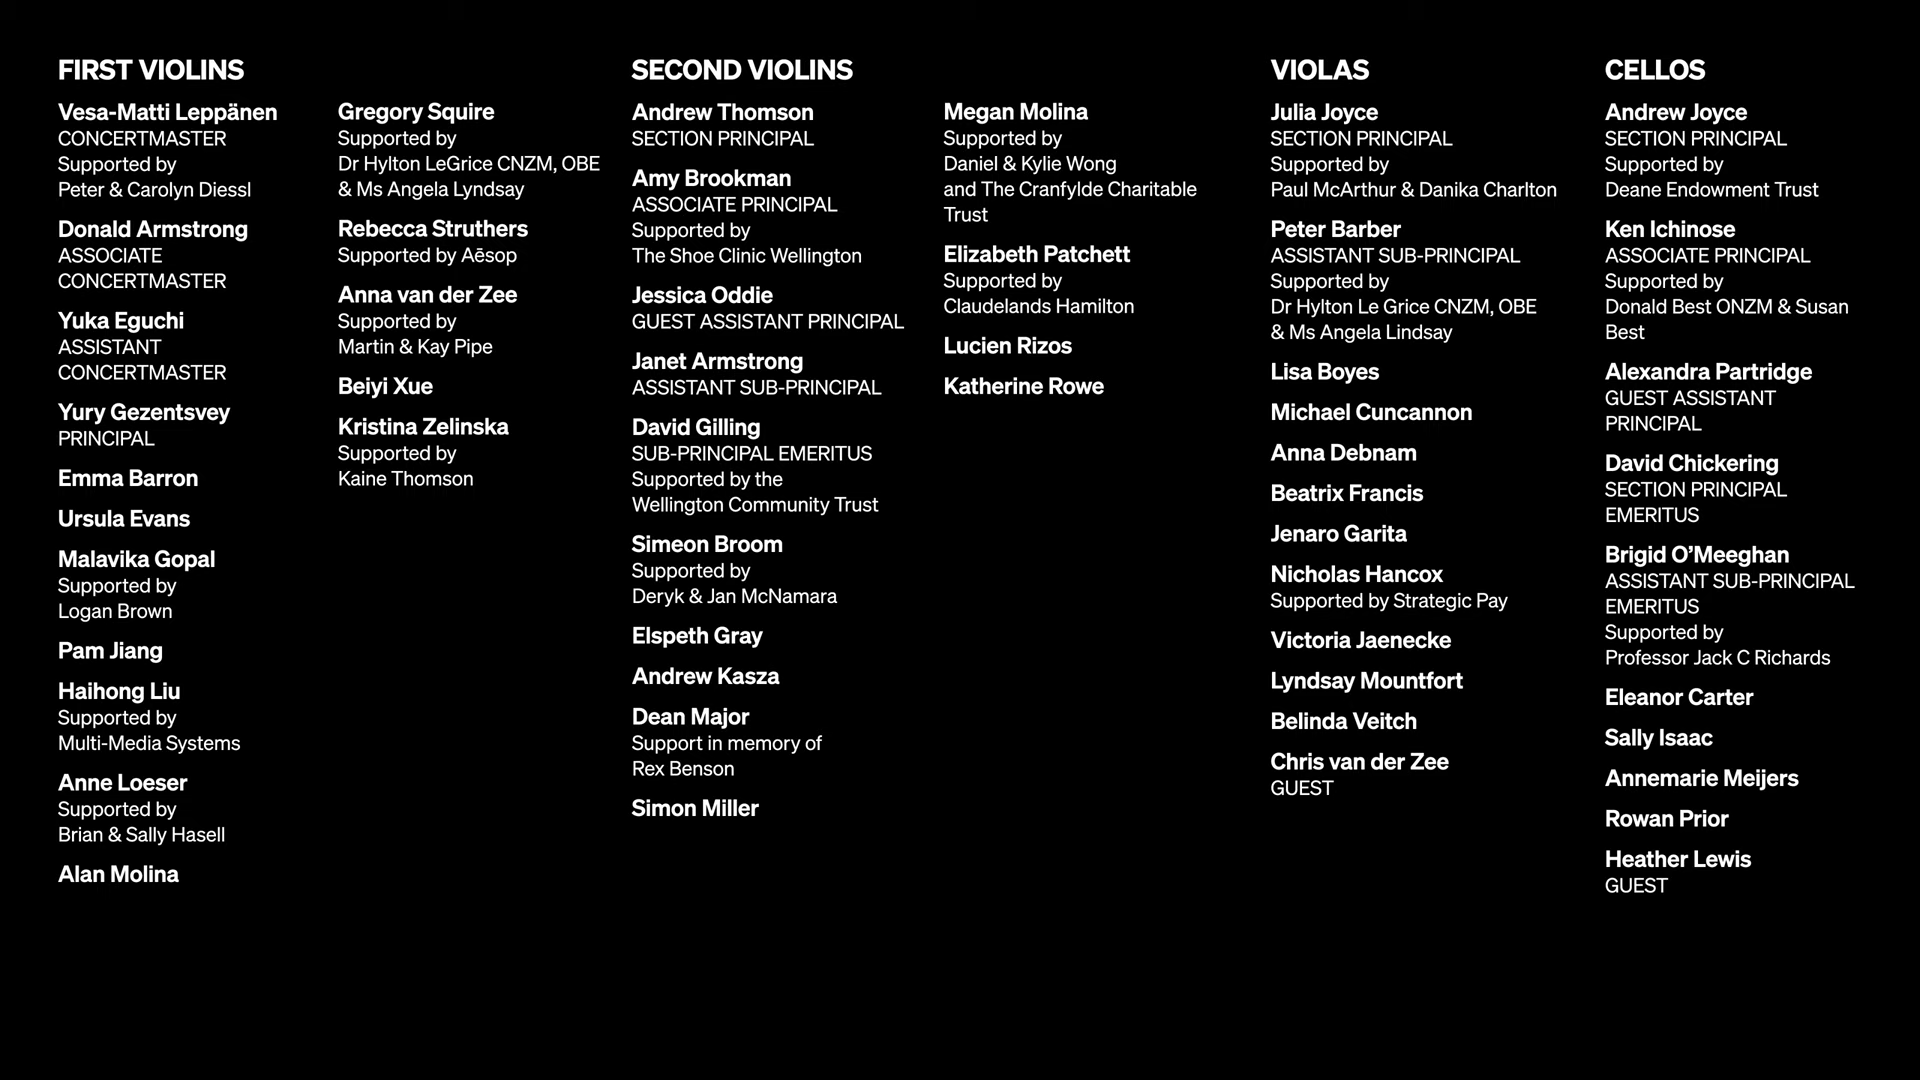 FIRST VIOLINS
Vesa-Matti Leppänen
CONCERTMASTER
Supported by
Peter & Carolyn Diessl
Donald Armstrong
ASSOCIATE
CONCERTMASTER
Yuka Eguchi
ASSISTANT
CONCERTMASTER
Yury Gezentsvey
PRINCIPAL
Emma Barron
Ursula Evans
Malavika Gopal
Supported by
Logan Brown
Pam Jiang
Haihong Liu
Supported by
Multi-Media Systems
Anne Loeser
Supported by
Brian & Sally Hasell
Alan Molina
Gregory Squire
Supported by
Dr Hylton LeGrice CNZM, OBE
& Ms Angela Lyndsay
Rebecca Struthers
Supported by Aēsop
Anna van der Zee
Supported by
Martin & Kay Pipe
Beiyi Xue
Kristina Zelinska
Supported by
Kaine Thomson
SECOND VIOLINS
Andrew Thomson
SECTION PRINCIPAL
Amy Brookman
ASSOCIATE PRINCIPAL
Supported by
The Shoe Clinic Wellington
Jessica Oddie
GUEST ASSISTANT PRINCIPAL
Janet Armstrong
ASSISTANT SUB-PRINCIPAL
David Gilling
SUB-PRINCIPAL EMERITUS
Supported by the
Wellington Community Trust
Simeon Broom
Supported by
Deryk & Jan McNamara
Elspeth Gray
Andrew Kasza
Dean Major
Support in memory of
Rex Benson
Simon Miller
Megan Molina
Supported by
Daniel & Kylie Wong
and The Cranfylde Charitable
Trust
Elizabeth Patchett
Supported by
Claudelands Hamilton
Lucien Rizos
Katherine Rowe
VIOLAS
Julia Joyce
SECTION PRINCIPAL
Supported by
Paul McArthur & Danika Charlton
Peter Barber
ASSISTANT SUB-PRINCIPAL
Supported by
Dr Hylton Le Grice CNZM, OBE
& Ms Angela Lindsay
Lisa Boyes
Michael Cuncannon
Anna Debnam
Beatrix Francis
Jenaro Garita
Nicholas Hancox
Supported by Strategic Pay
Victoria Jaenecke
Lyndsay Mountfort
Belinda Veitch
Chris van der Zee
GUEST
CELLOS
Andrew Joyce
SECTION PRINCIPAL
Supported by
Deane Endowment Trust
Ken Ichinose
ASSOCIATE PRINCIPAL
Supported by
Donald Best ONZM & Susan
Best
Alexandra Partridge
GUEST ASSISTANT
PRINCIPAL
David Chickering
SECTION PRINCIPAL
EMERITUS
Brigid O’Meeghan
ASSISTANT SUB-PRINCIPAL
EMERITUS
Supported by
Professor Jack C Richards
Eleanor Carter
Sally Isaac
Annemarie Meijers
Rowan Prior
Heather Lewis
GUEST